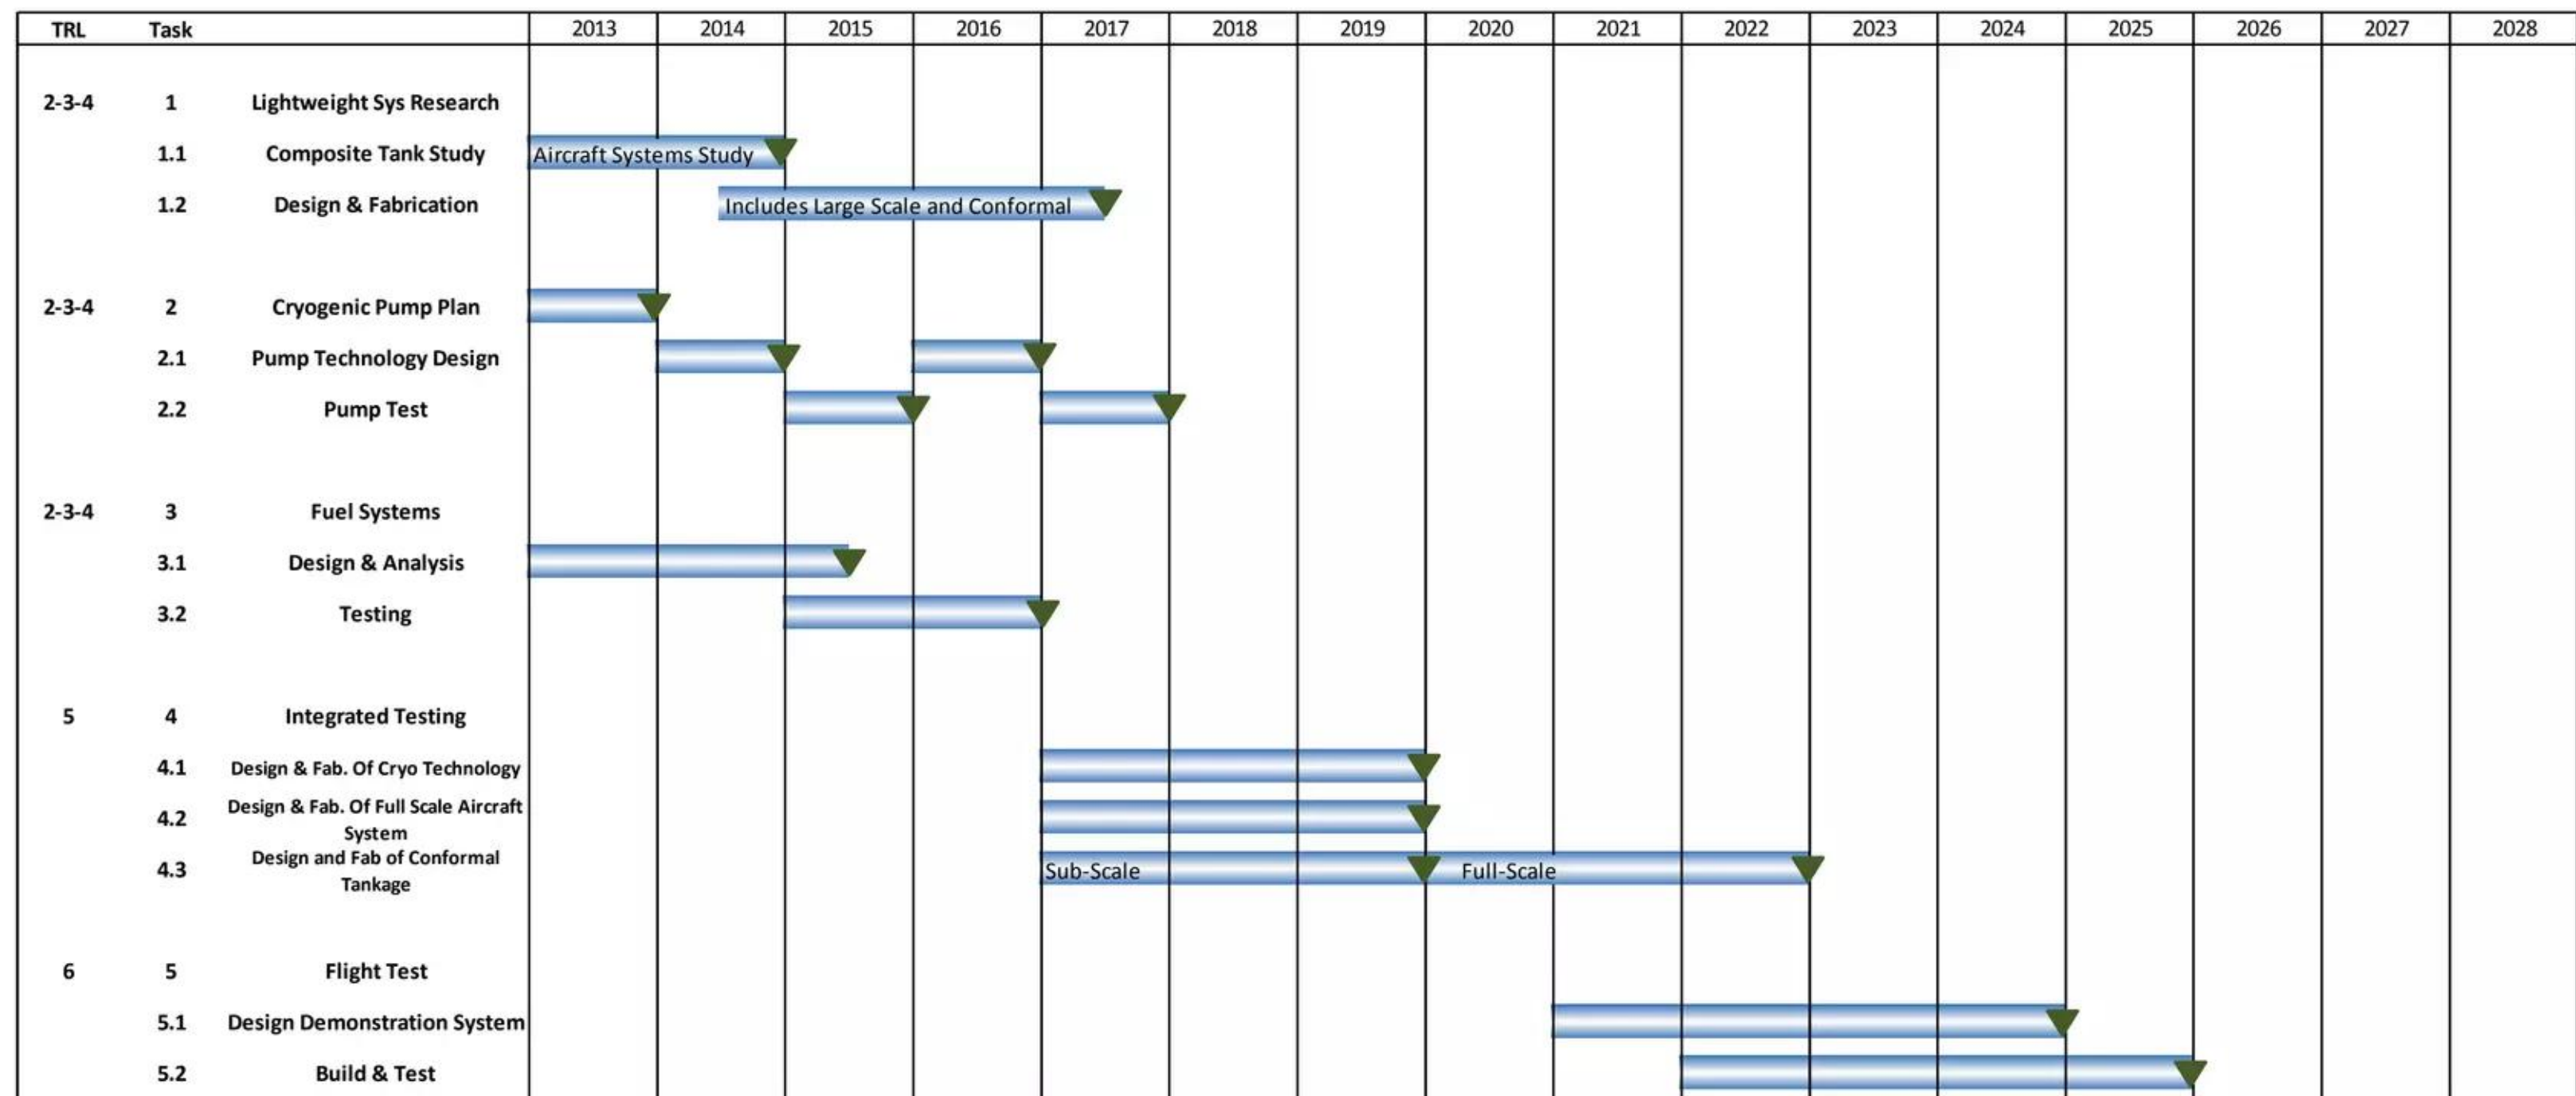 TRL Task 2013 2014 2015 2016 2017 2018 2019 2020 2021 2022 2023 2024 2025 2026 2027 2028
2-3-4 1 Lightweight Sys Research
1.1 Composite Tank Study Aircraft Systems Study
1.2 Design & Fabrication Includes Large Scale and Conformal
2-3-4 2 Cryogenic Pump Plan
2.1 Pump Technology Design
2.2 Pump Test
2-3-4 3 Fuel Systems
3.1 Design & Analysis
3.2 Testing
5 4 Integrated Testing
4.1 Design & Fab. Of Cryo Technology
4.2 Design & Fab. Of Full Scale Aircraft
System
4.3 Design and Fab of Conformal
Tankage
Sub-Scale Full-Scale
6 5 Flight Test
5.1 Design Demonstration System
5.2 Build & Test